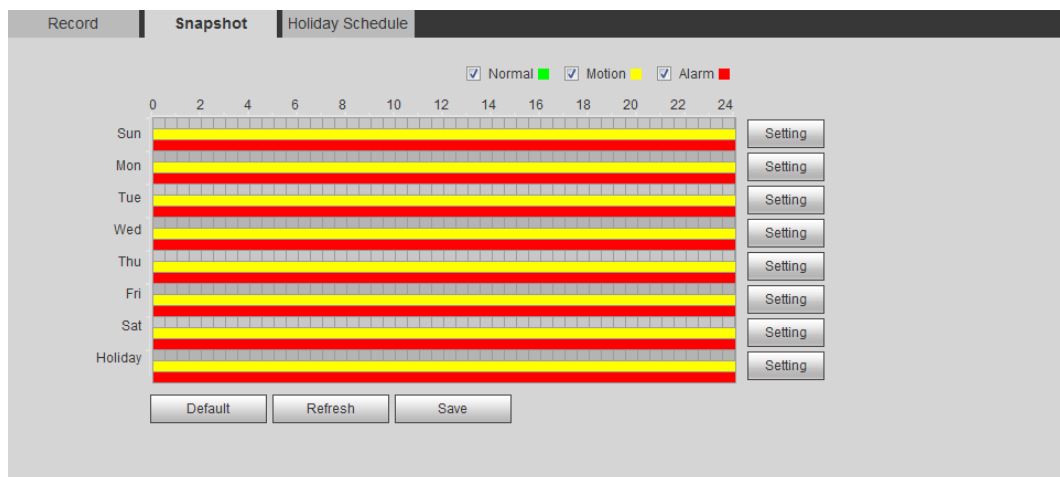 Record Snapshot Holiday Schedule
Normal Motion Alarm
0 2 4 6 8 10 12 14 16 18 20 22 24
Sun Setting
Mon Setting
Tue Setting
Wed Setting
Thu Setting
Fri Setting
Sat Setting
Holiday Setting
Default Refresh Save